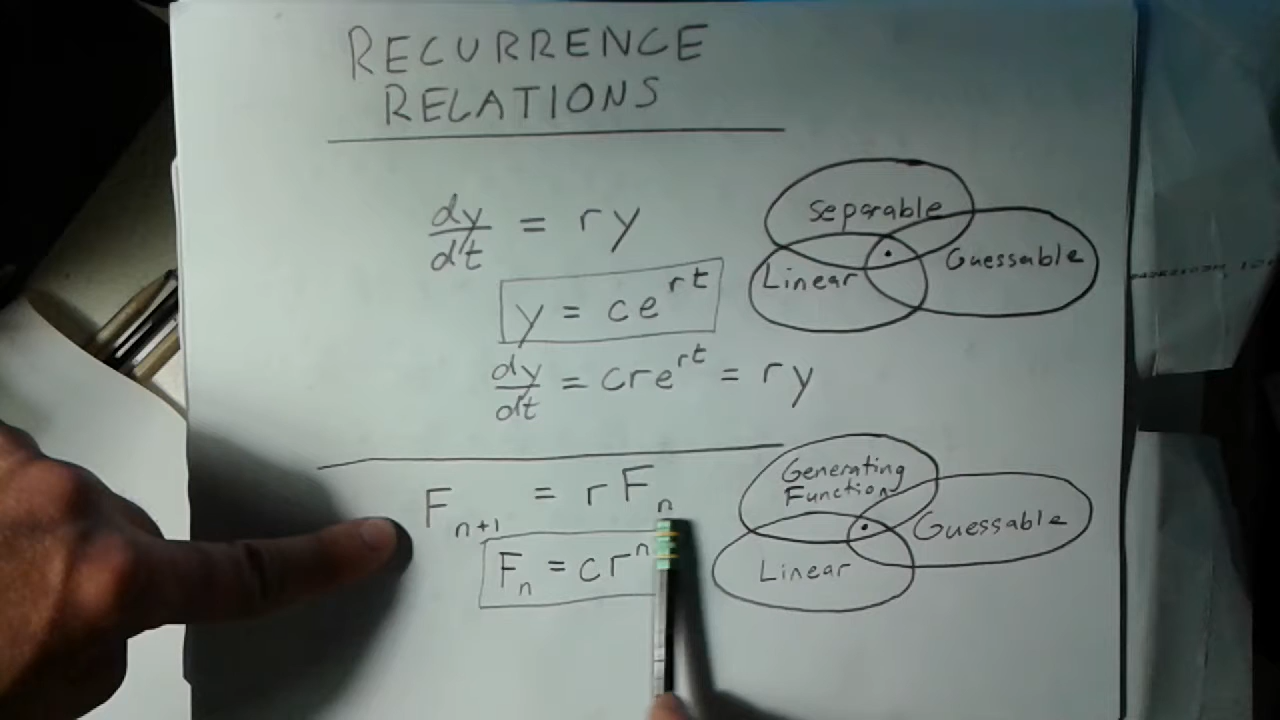 RECURRENCE
RELATIONS
dy/dt = ry
y = ce^{rt}
dy/dt = cre^{rt} = ry
Separable
Linear
Guessable
F_{n+1} = rF_n
F_n = cr^n
Generating
Function
Linear
Guessable